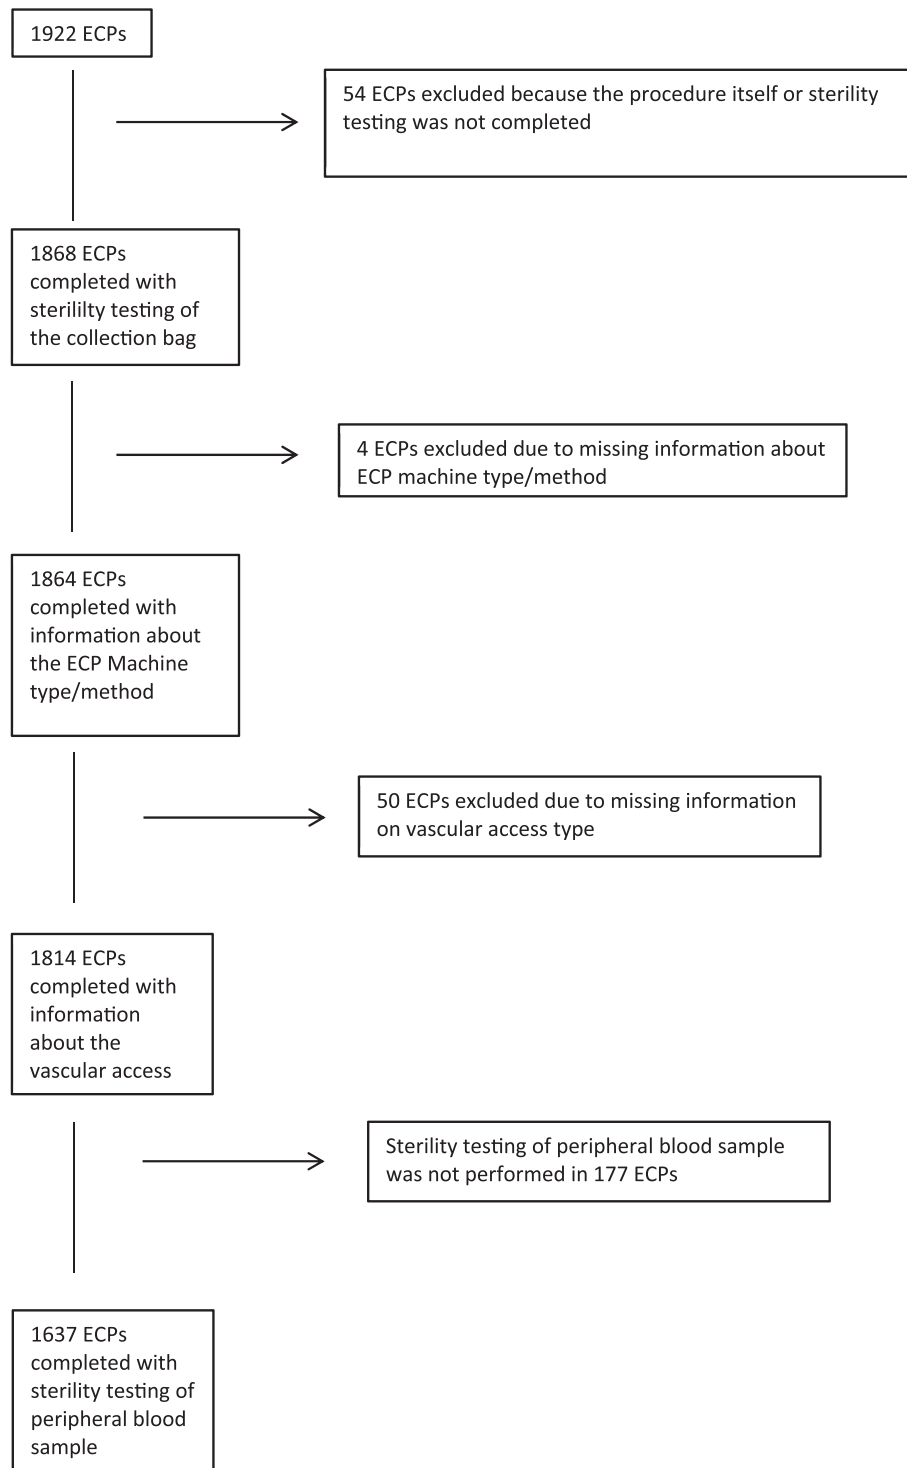 1922 ECPs
54 ECPs excluded because the procedure itself or sterility
testing was not completed
1868 ECPs
completed with
sterililty testing of
the collection bag
4 ECPs excluded due to missing information about
ECP machine type/method
1864 ECPs
completed with
information about
the ECP Machine
type/method
50 ECPs excluded due to missing information
on vascular access type
1814 ECPs
completed with
information
about the
vascular access
Sterility testing of peripheral blood sample
was not performed in 177 ECPs
1637 ECPs
completed with
sterility testing of
peripheral blood
sample